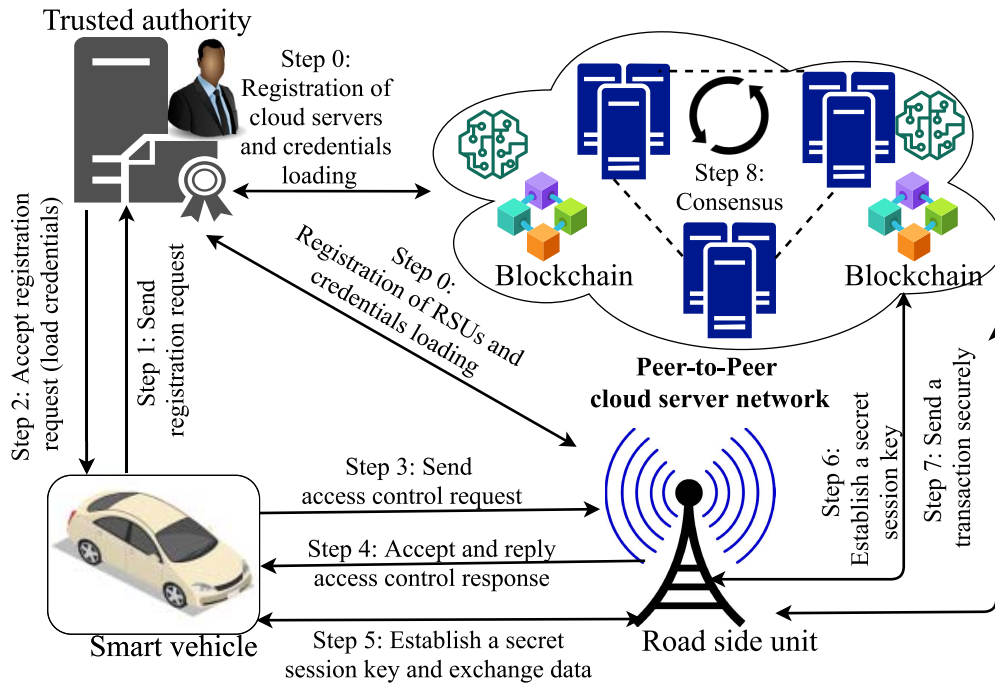 Trusted authority
Step 0:
Registration of
cloud servers
and credentials
loading
Step 8:
Consensus
Blockchain
Blockchain
Peer-to-Peer
cloud server network
Step 0:
Registration of RSUs and
credentials loading
Step 2: Accept registration
request (load credentials)
Step 1: Send
registration request
Step 3: Send
access control request
Step 4: Accept and reply
access control response
Step 5: Establish a secret
session key and exchange data
Step 6:
Establish a secret
session key
Step 7: Send a
transaction securely
Smart vehicle
Road side unit